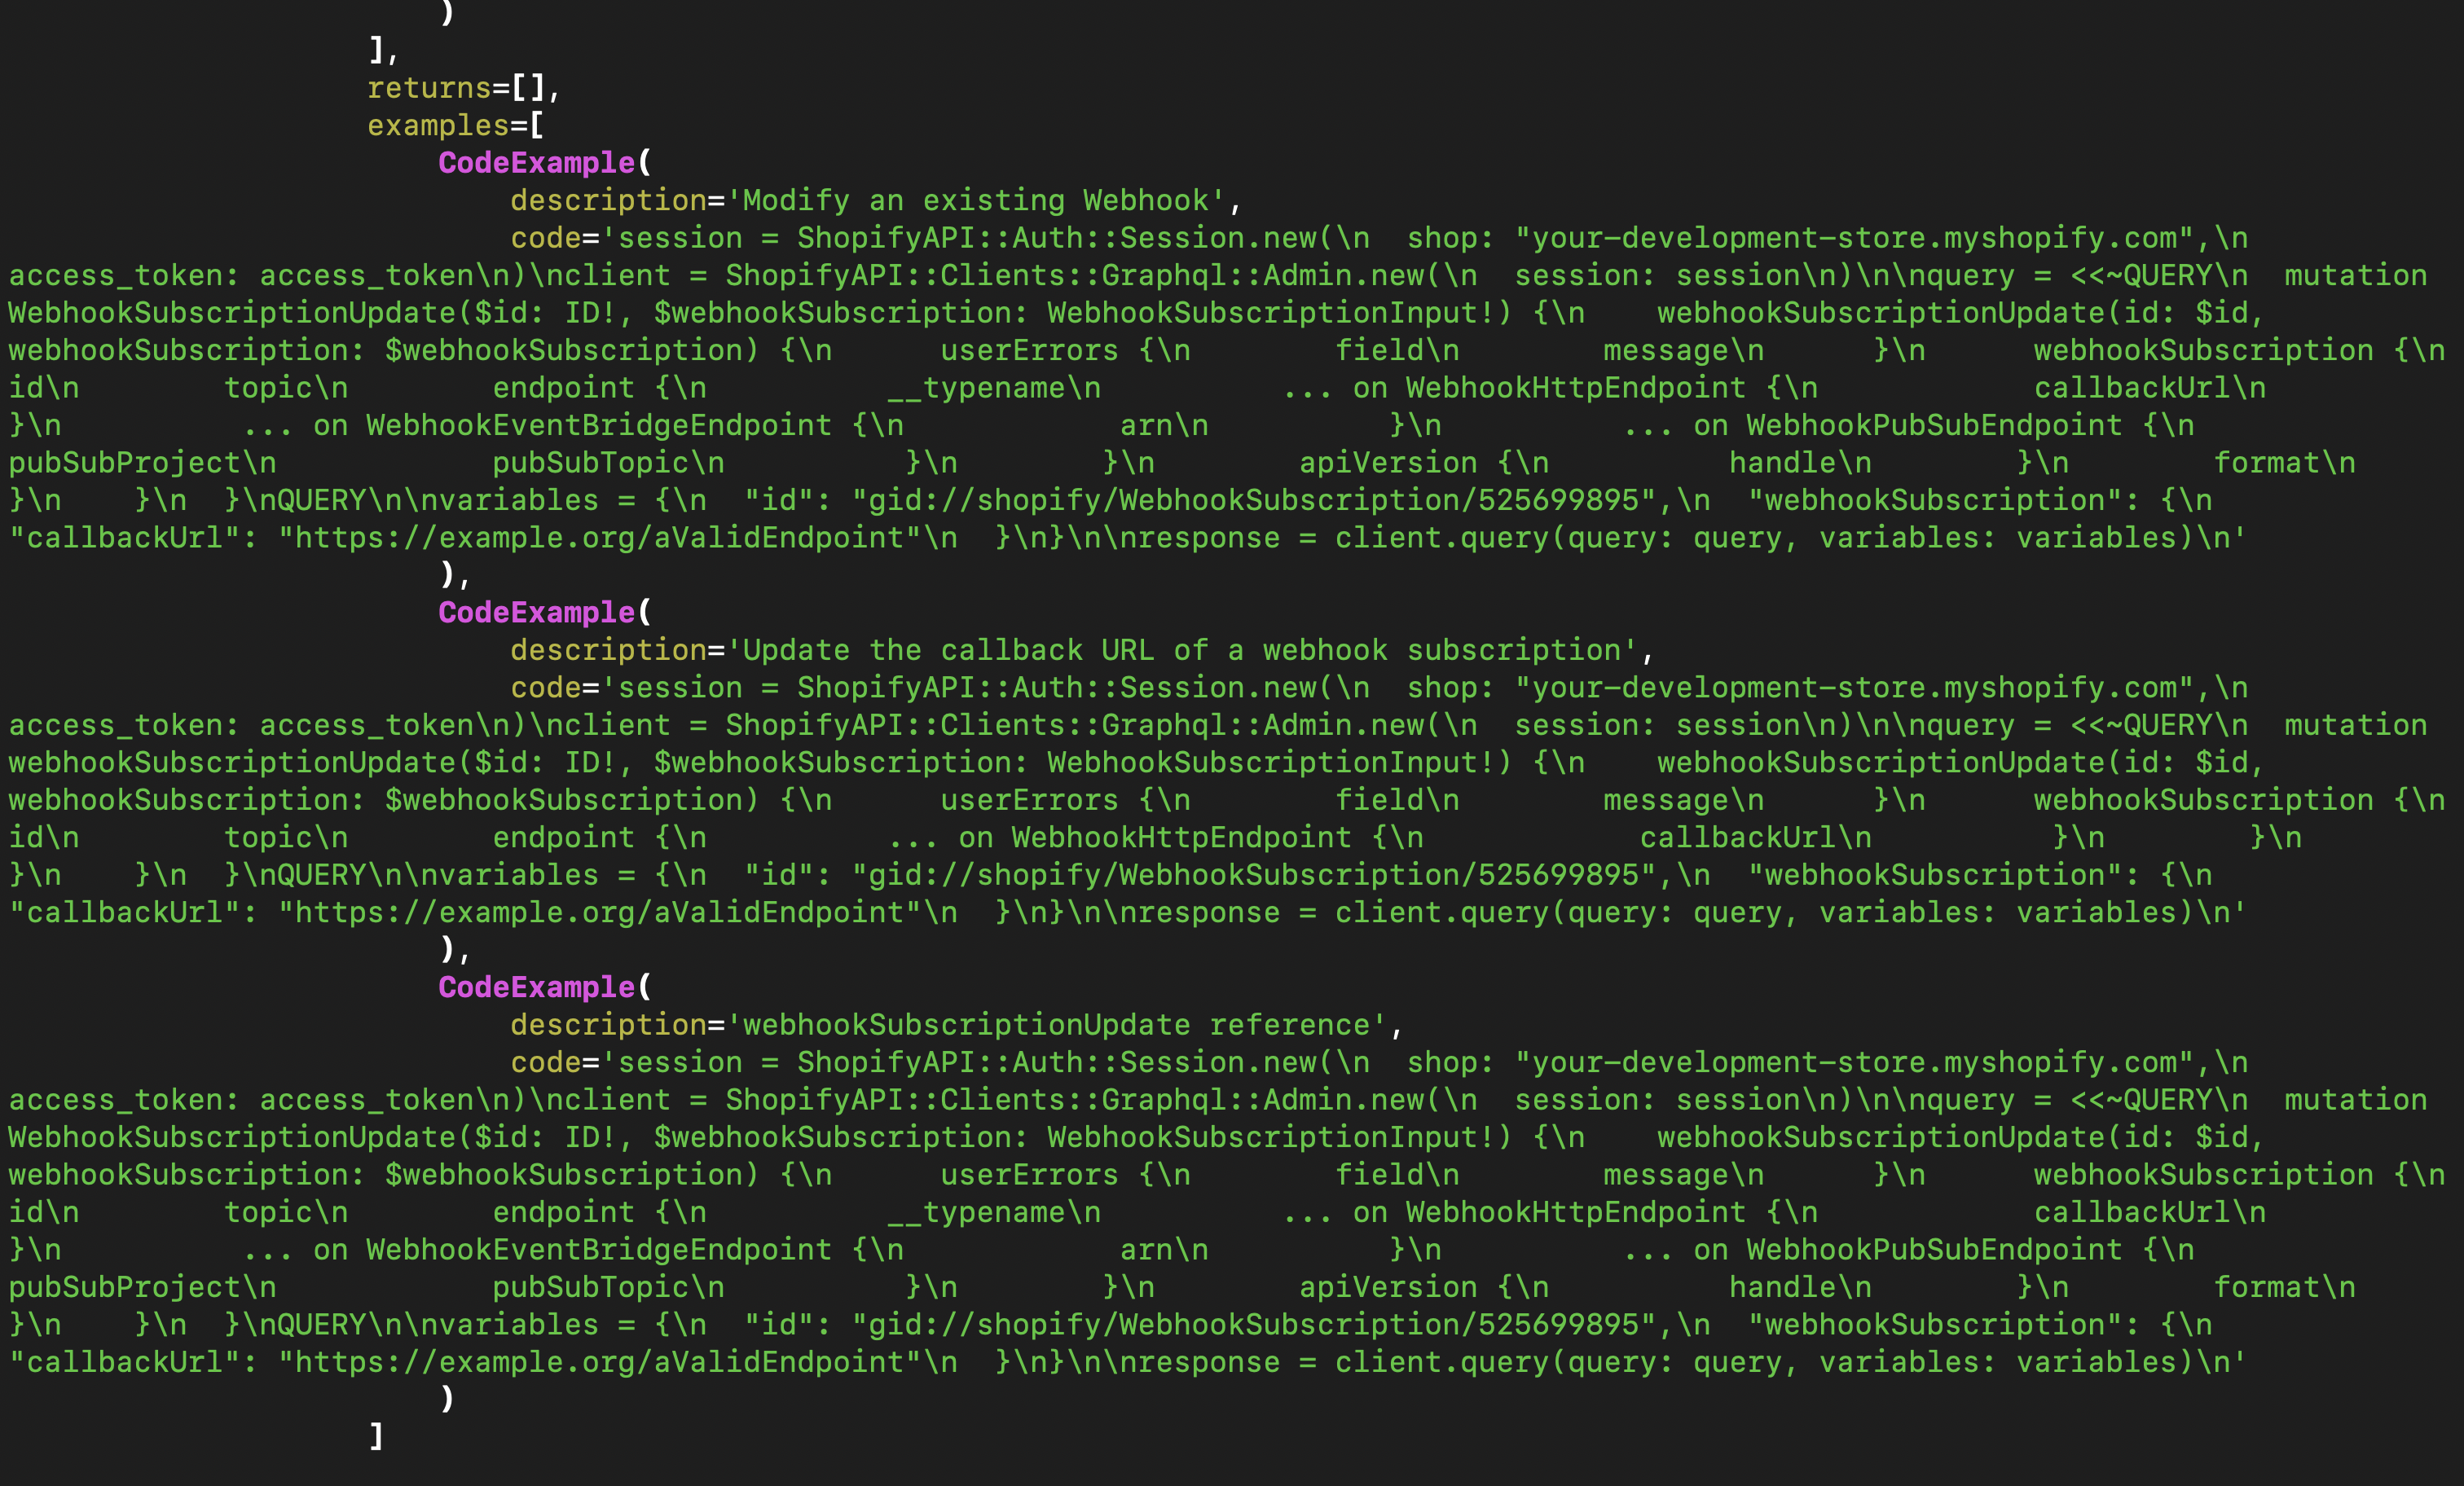 )
],
returns=[],
examples=[
CodeExample(
description='Modify an existing Webhook',
code='session = ShopifyAPI::Auth::Session.new(\n  shop: "your-development-store.myshopify.com",\n
access_token: access_token\n)\nclient = ShopifyAPI::Clients::Graphql::Admin.new(\n  session: session\n)\n\nquery = <<~QUERY\n  mutation
WebhookSubscriptionUpdate($id: ID!, $webhookSubscription: WebhookSubscriptionInput!) {\n    webhookSubscriptionUpdate(id: $id,
webhookSubscription: $webhookSubscription) {\n      userErrors {\n        field\n        message\n      }\n      webhookSubscription {\n
id\n        topic\n        endpoint {\n          __typename\n          ... on WebhookHttpEndpoint {\n            callbackUrl\n
}\n          ... on WebhookEventBridgeEndpoint {\n            arn\n          }\n          ... on WebhookPubSubEndpoint {\n
pubSubProject\n            pubSubTopic\n          }\n        }\n        apiVersion {\n          handle\n        }\n        format\n
}\n    }\n  }\nQUERY\n\nvariables = {\n  "id": "gid://shopify/WebhookSubscription/525699895",\n  "webhookSubscription": {\n
"callbackUrl": "https://example.org/aValidEndpoint"\n  }\n}\n\nresponse = client.query(query: query, variables: variables)\n'
),
CodeExample(
description='Update the callback URL of a webhook subscription',
code='session = ShopifyAPI::Auth::Session.new(\n  shop: "your-development-store.myshopify.com",\n
access_token: access_token\n)\nclient = ShopifyAPI::Clients::Graphql::Admin.new(\n  session: session\n)\n\nquery = <<~QUERY\n  mutation
webhookSubscriptionUpdate($id: ID!, $webhookSubscription: WebhookSubscriptionInput!) {\n    webhookSubscriptionUpdate(id: $id,
webhookSubscription: $webhookSubscription) {\n      userErrors {\n        field\n        message\n      }\n      webhookSubscription {\n
id\n        topic\n        endpoint {\n          ... on WebhookHttpEndpoint {\n            callbackUrl\n          }\n        }\n
}\n    }\n  }\nQUERY\n\nvariables = {\n  "id": "gid://shopify/WebhookSubscription/525699895",\n  "webhookSubscription": {\n
"callbackUrl": "https://example.org/aValidEndpoint"\n  }\n}\n\nresponse = client.query(query: query, variables: variables)\n'
),
CodeExample(
description='webhookSubscriptionUpdate reference',
code='session = ShopifyAPI::Auth::Session.new(\n  shop: "your-development-store.myshopify.com",\n
access_token: access_token\n)\nclient = ShopifyAPI::Clients::Graphql::Admin.new(\n  session: session\n)\n\nquery = <<~QUERY\n  mutation
WebhookSubscriptionUpdate($id: ID!, $webhookSubscription: WebhookSubscriptionInput!) {\n    webhookSubscriptionUpdate(id: $id,
webhookSubscription: $webhookSubscription) {\n      userErrors {\n        field\n        message\n      }\n      webhookSubscription {\n
id\n        topic\n        endpoint {\n          __typename\n          ... on WebhookHttpEndpoint {\n            callbackUrl\n
}\n          ... on WebhookEventBridgeEndpoint {\n            arn\n          }\n          ... on WebhookPubSubEndpoint {\n
pubSubProject\n            pubSubTopic\n          }\n        }\n        apiVersion {\n          handle\n        }\n        format\n
}\n    }\n  }\nQUERY\n\nvariables = {\n  "id": "gid://shopify/WebhookSubscription/525699895",\n  "webhookSubscription": {\n
"callbackUrl": "https://example.org/aValidEndpoint"\n  }\n}\n\nresponse = client.query(query: query, variables: variables)\n'
)
]